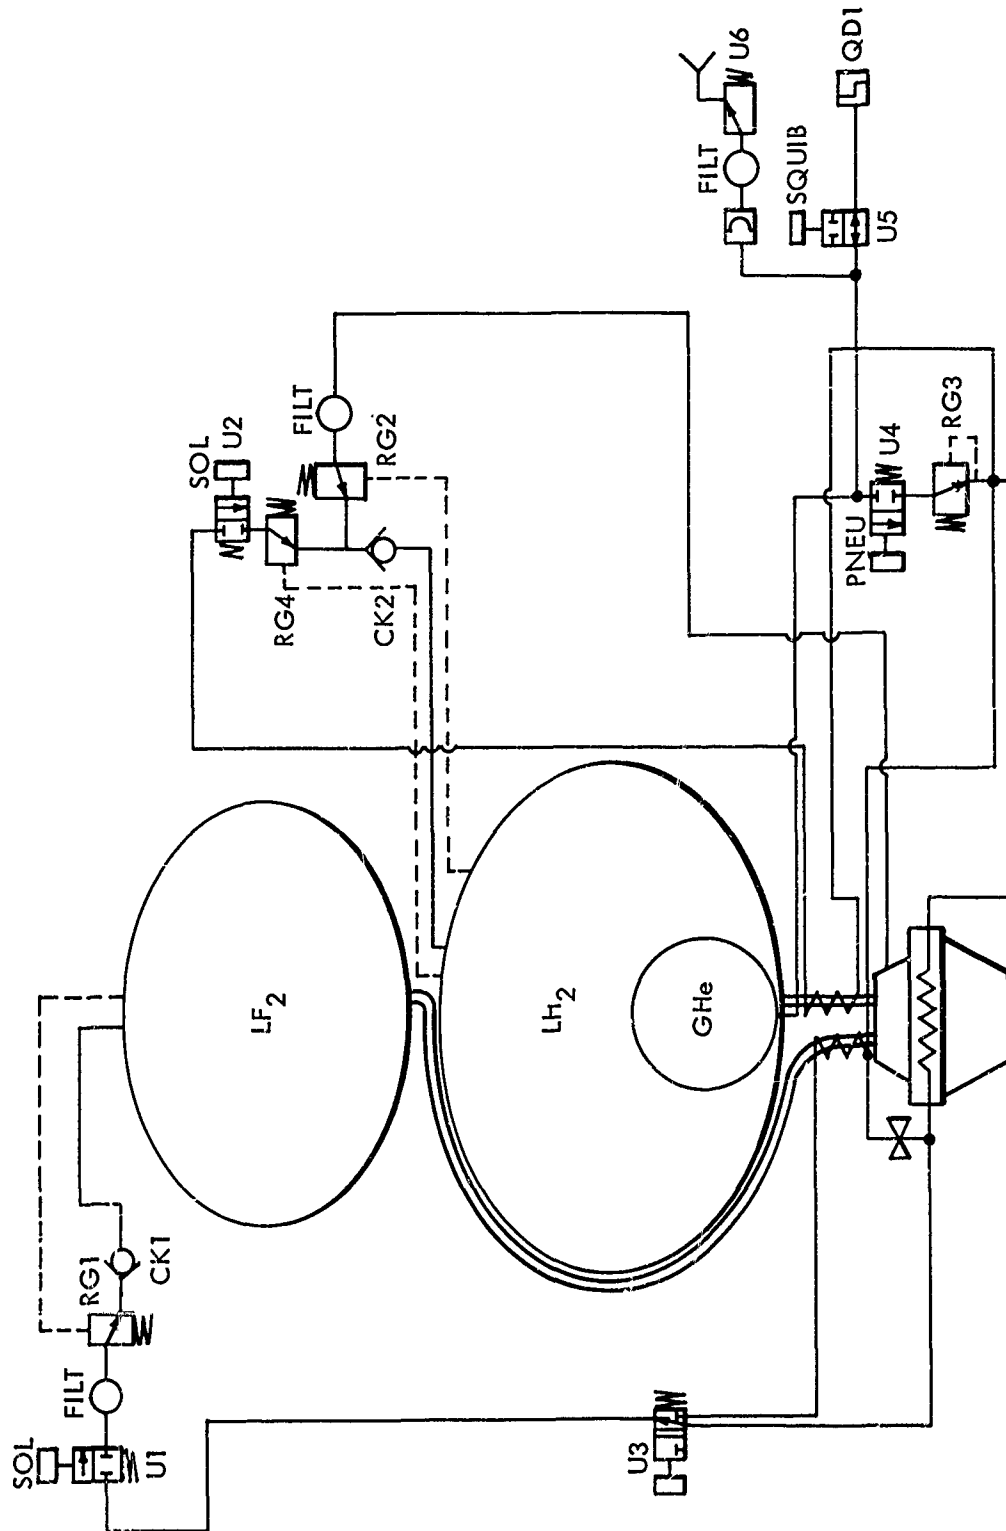 SOL
U1
FILT
RG1
CK1
LF2
SOL
U2
RG4
FILT
RG2
CK2
LH2
GHe
U3
FILT
U6
SQUIB
U5
QD1
PNEU
U4
RG3